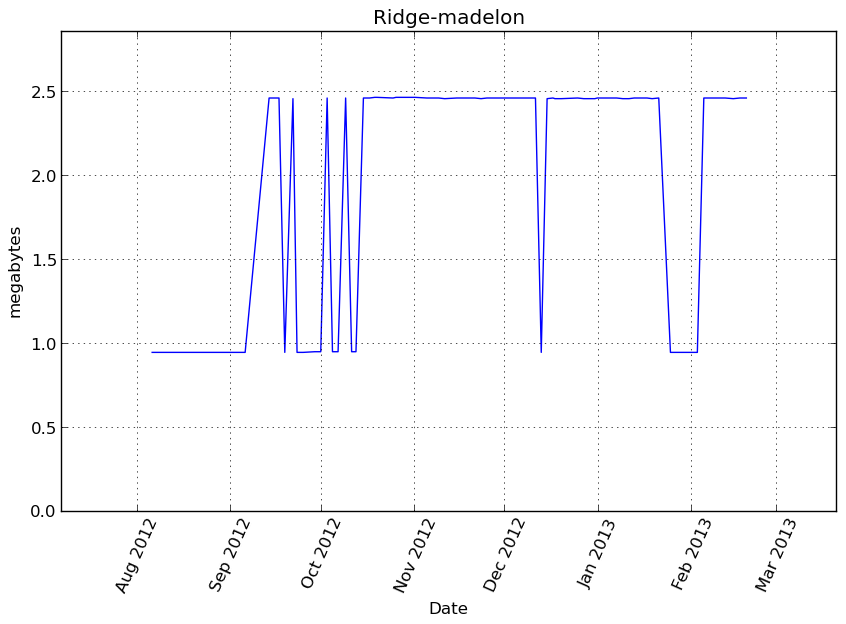 Ridge-madelon
megabytes
2.5
2.0
1.5
1.0
0.5
0.0
Aug 2012
Sep 2012
Oct 2012
Nov 2012
Dec 2012
Jan 2013
Feb 2013
Mar 2013
Date